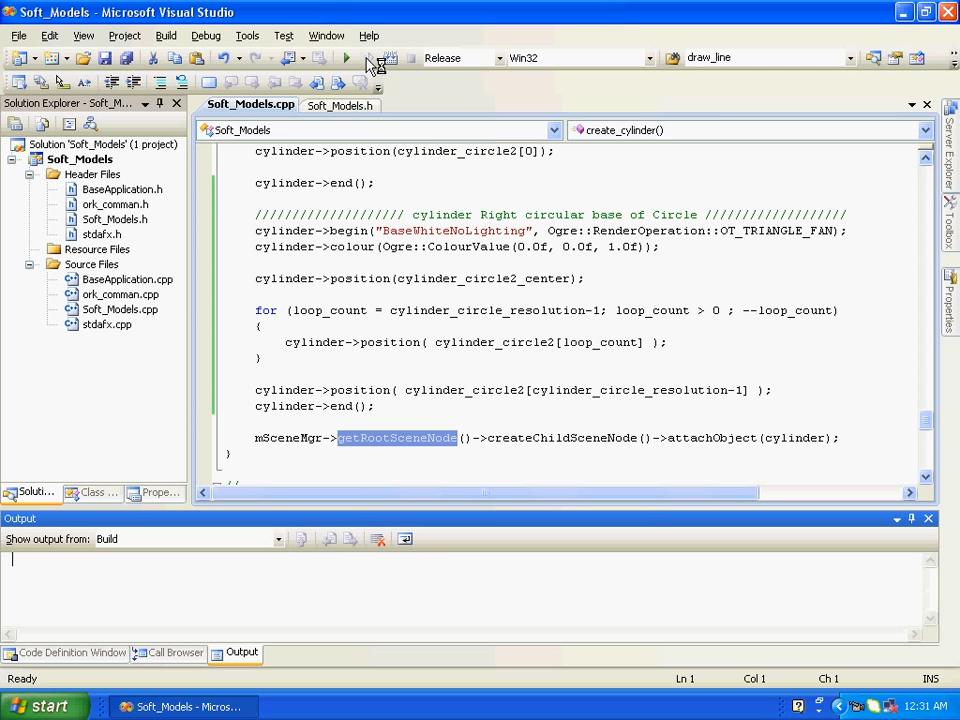 Soft_Models - Microsoft Visual Studio
File Edit View Project Build Debug Tools Test Window Help
Release Win32 draw_line
Solution Explorer - Soft_M...
Soft_Models.cpp Soft_Models.h
Soft_Models create_cylinder()
Solution 'Soft_Models' (1 project)
Soft_Models
Header Files
BaseApplication.h
ork_comman.h
Soft_Models.h
stdafx.h
Resource Files
Source Files
BaseApplication.cpp
ork_comman.cpp
Soft_Models.cpp
stdafx.cpp
Soluti... Class ... Prope...
cylinder->position(cylinder_circle2[0]);
cylinder->end();
//////////////////// cylinder Right circular base of Circle ///////////////////
cylinder->begin("BaseWhiteNoLighting", Ogre::RenderOperation::OT_TRIANGLE_FAN);
cylinder->colour(Ogre::ColourValue(0.0f, 0.0f, 1.0f));
cylinder->position(cylinder_circle2_center);
for (loop_count = cylinder_circle_resolution-1; loop_count > 0 ; --loop_count)
{
cylinder->position( cylinder_circle2[loop_count] );
}
cylinder->position( cylinder_circle2[cylinder_circle_resolution-1] );
cylinder->end();
mSceneMgr->getRootSceneNode()->createChildSceneNode()->attachObject(cylinder);
}
//
Server Explorer
Toolbox
Properties
Output
Show output from: Build
Code Definition Window Call Browser Output
Ready Ln 1 Col 1 Ch 1 INS
start Soft_Models - Micros... 12:31 AM